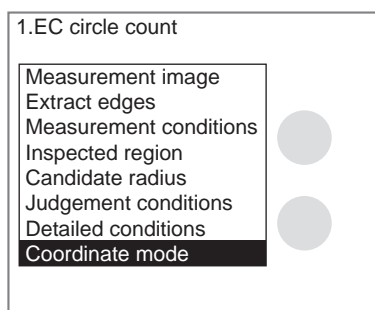 1.EC circle count
Measurement image
Extract edges
Measurement conditions
Inspected region
Candidate radius
Judgement conditions
Detailed conditions
Coordinate mode